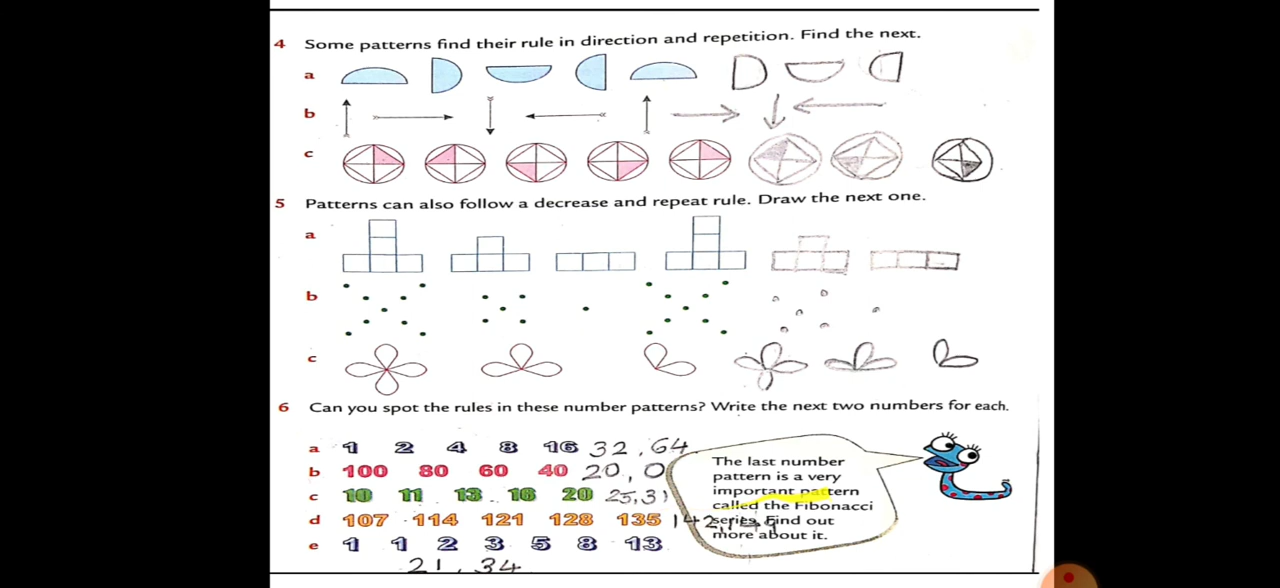 4 Some patterns find their rule in direction and repetition. Find the next.
a
b
c
5 Patterns can also follow a decrease and repeat rule. Draw the next one.
a
b
c
6 Can you spot the rules in these number patterns? Write the next two numbers for each.
a 1 2 4 8 16 32, 64
b 100 80 60 40 20, 0
c 10 11 13 16 20 25, 31
d 107 114 121 128 135 142, 149
e 1 1 2 3 5 8 13
21, 34
The last number
pattern is a very
important pattern
called the Fibonacci
series. Find out
more about it.